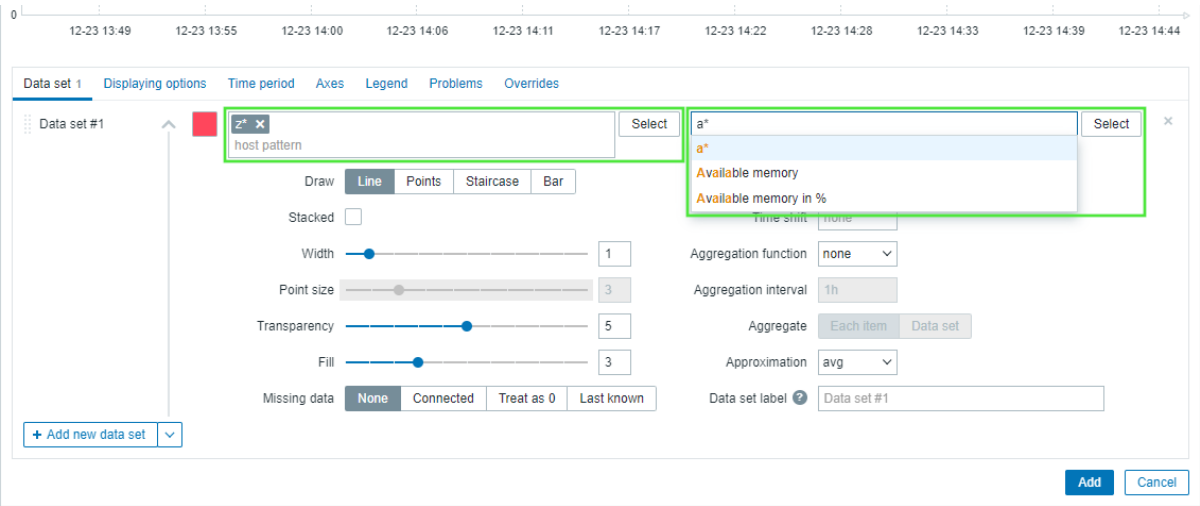 0
12-23 13:49 12-23 13:55 12-23 14:00 12-23 14:06 12-23 14:11 12-23 14:17 12-23 14:22 12-23 14:28 12-23 14:33 12-23 14:39 12-23 14:44
Data set 1 Displaying options Time period Axes Legend Problems Overrides
Data set #1 z* × Select a* Select ×
host pattern a*
Draw Line Points Staircase Bar Available memory
Available memory in %
Stacked Time shift none
Width 1 Aggregation function none
Point size 3 Aggregation interval 1h
Transparency 5 Aggregate Each item Data set
Fill 3 Approximation avg
Missing data None Connected Treat as 0 Last known Data set label ? Data set #1
+ Add new data set
Add Cancel